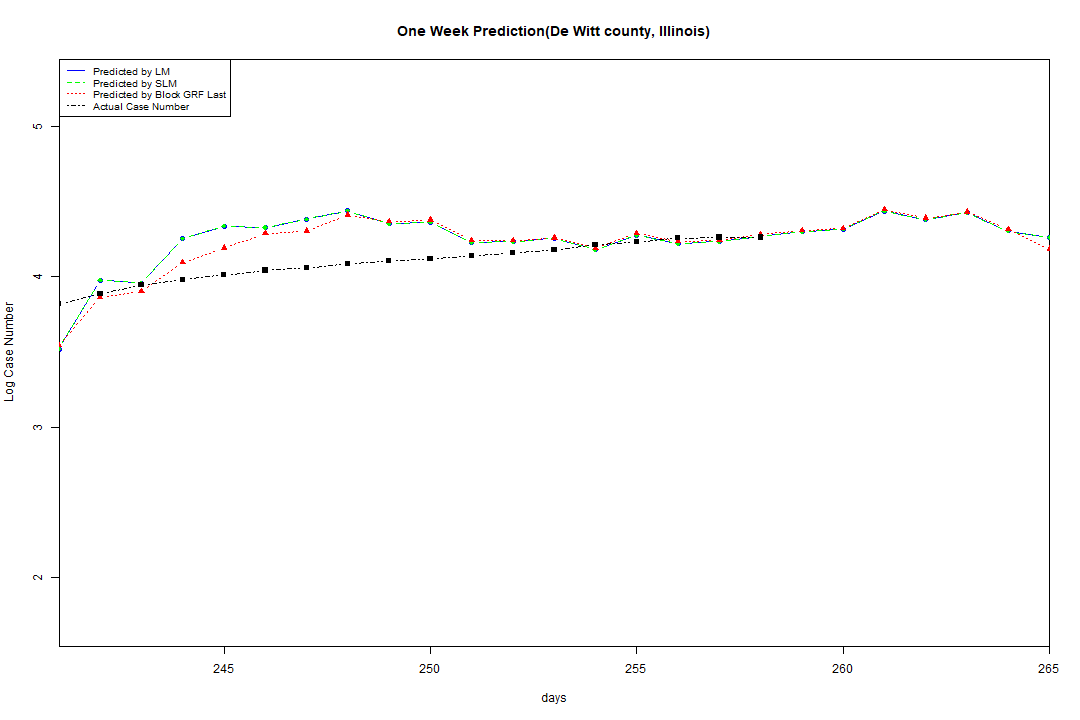 One Week Prediction(De Witt county, Illinois)
Predicted by LM
Predicted by SLM
Predicted by Block GRF Last
Actual Case Number
5
4
3
2
Log Case Number
245
250
255
260
265
days